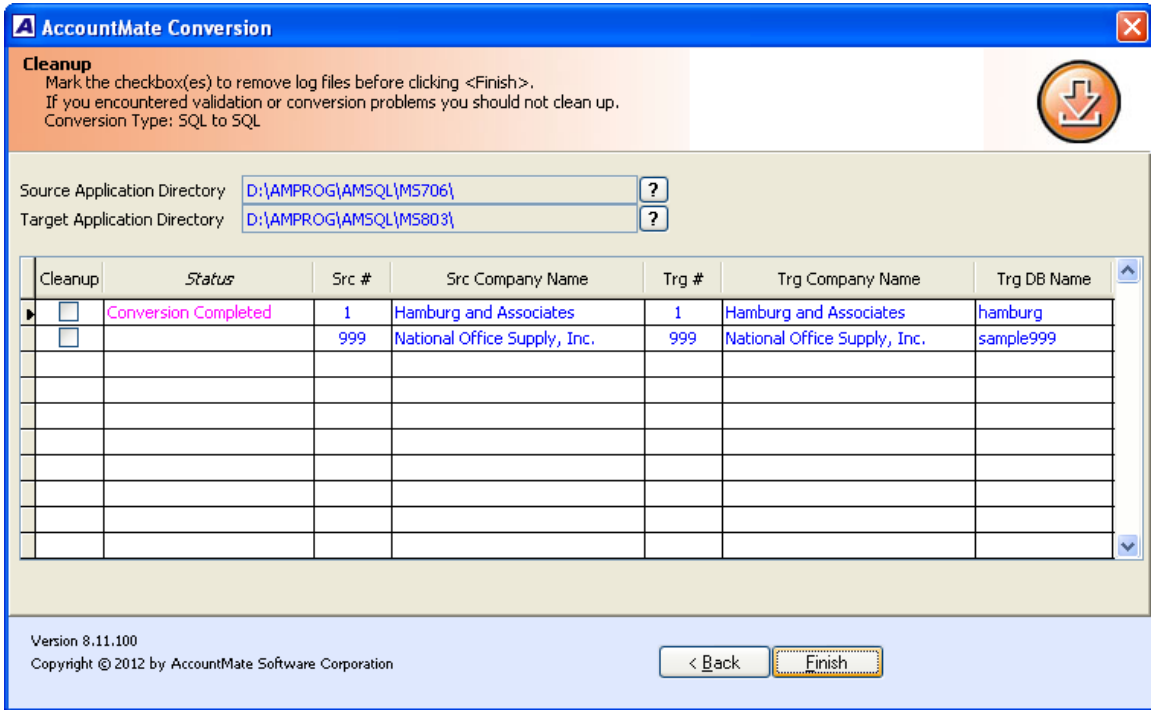 AccountMate Conversion
Cleanup
Mark the checkbox(es) to remove log files before clicking <Finish>.
If you encountered validation or conversion problems you should not clean up.
Conversion Type: SQL to SQL
Source Application Directory D:\AMPROG\AMSQL\MS706\ ?
Target Application Directory D:\AMPROG\AMSQL\MS803\ ?
Cleanup Status Src # Src Company Name Trg # Trg Company Name Trg DB Name
Conversion Completed 1 Hamburg and Associates 1 Hamburg and Associates hamburg
999 National Office Supply, Inc. 999 National Office Supply, Inc. sample999
Version 8.11.100
Copyright © 2012 by AccountMate Software Corporation
< Back Finish